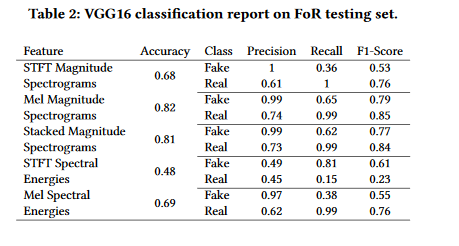 Table 2: VGG16 classification report on FoR testing set.
Feature Accuracy Class Precision Recall F1-Score
STFT Magnitude Spectrograms 0.68 Fake 1 0.36 0.53
Real 0.61 1 0.76
Mel Magnitude Spectrograms 0.82 Fake 0.99 0.65 0.79
Real 0.74 0.99 0.85
Stacked Magnitude Spectrograms 0.81 Fake 0.99 0.62 0.77
Real 0.73 0.99 0.84
STFT Spectral Energies 0.48 Fake 0.49 0.81 0.61
Real 0.45 0.15 0.23
Mel Spectral Energies 0.69 Fake 0.97 0.38 0.55
Real 0.62 0.99 0.76